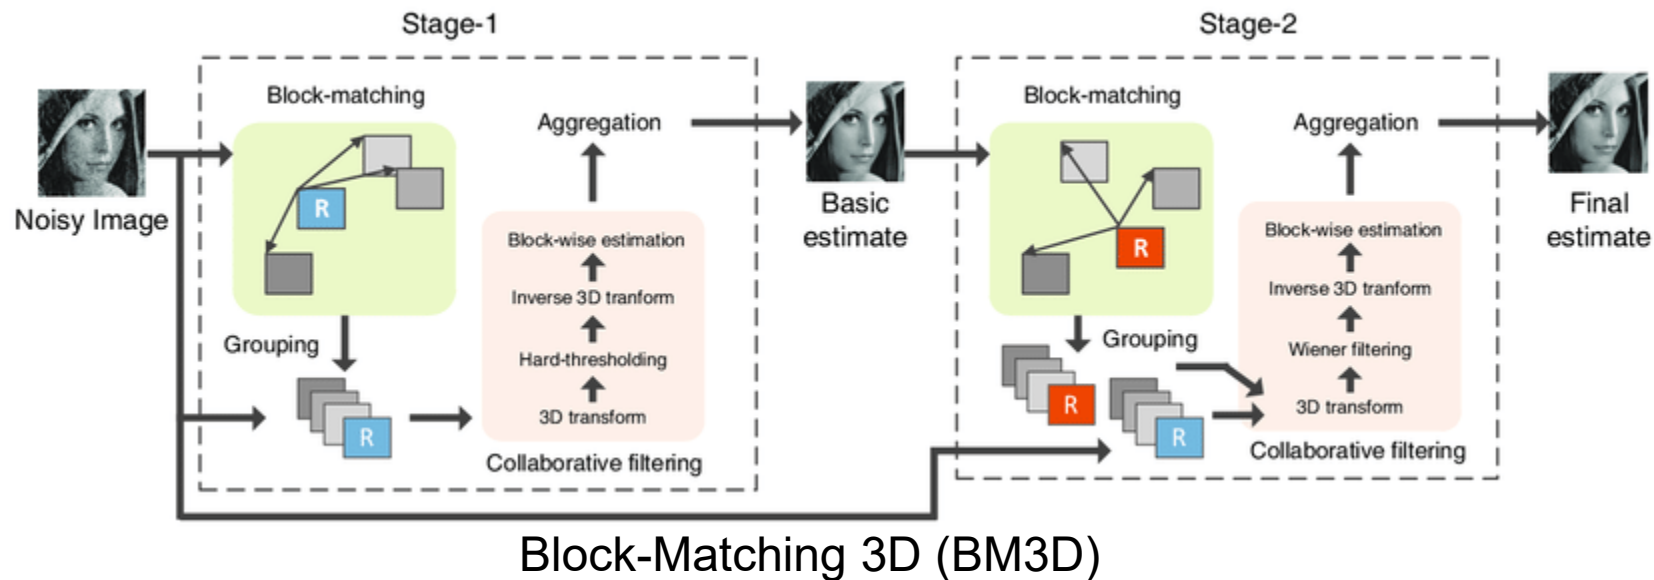 Stage-1
Stage-2
Noisy Image
Block-matching
R
Grouping
R
Aggregation
Block-wise estimation
Inverse 3D tranform
Hard-thresholding
3D transform
Collaborative filtering
Basic
estimate
Block-matching
R
Grouping
R
R
Aggregation
Block-wise estimation
Inverse 3D tranform
Wiener filtering
3D transform
Collaborative filtering
Final
estimate
Block-Matching 3D (BM3D)